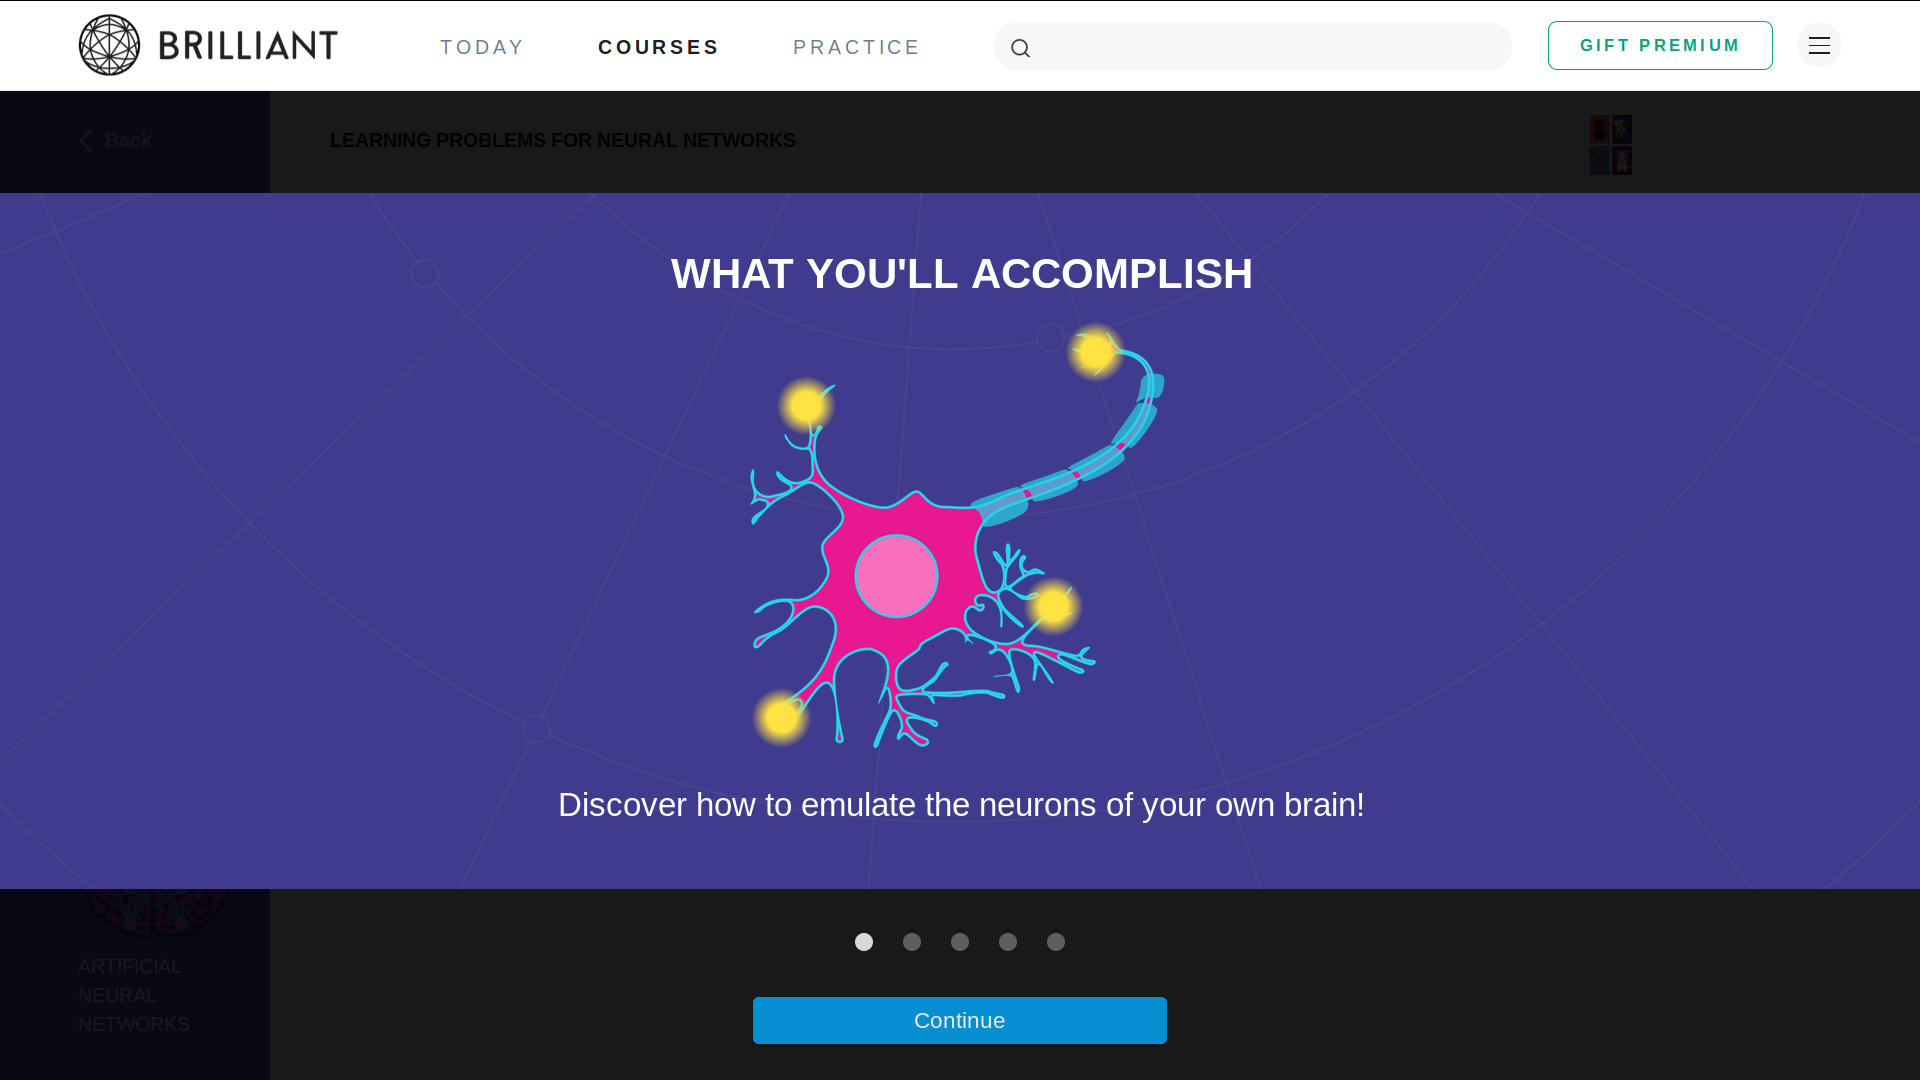 BRILLIANT
TODAY
COURSES
PRACTICE
GIFT PREMIUM
Back
LEARNING PROBLEMS FOR NEURAL NETWORKS
WHAT YOU'LL ACCOMPLISH
Discover how to emulate the neurons of your own brain!
ARTIFICIAL
NEURAL
NETWORKS
Continue